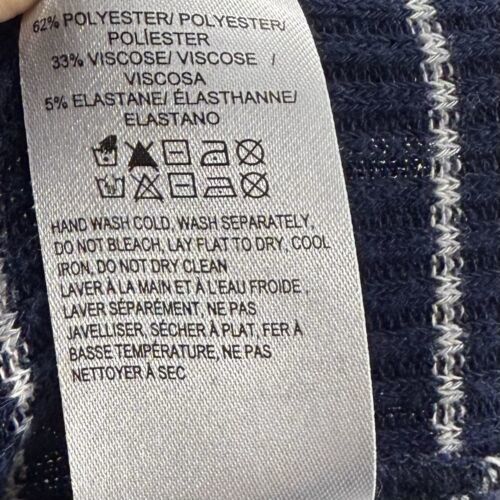 62% POLYESTER/ POLYESTER/
POLIESTER
33% VISCOSE/ VISCOSE /
VISCOSA
5% ELASTANE/ ÉLASTHANNE/
ELASTANO
HAND WASH COLD, WASH SEPARATELY,
DO NOT BLEACH, LAY FLAT TO DRY, COOL
IRON, DO NOT DRY CLEAN
LAVER À LA MAIN ET À L'EAU FROIDE,
LAVER SÉPARÉMENT, NE PAS
JAVELLISER, SÉCHER À PLAT, FER À
BASSE TEMPÉRATURE, NE PAS
NETTOYER À SEC